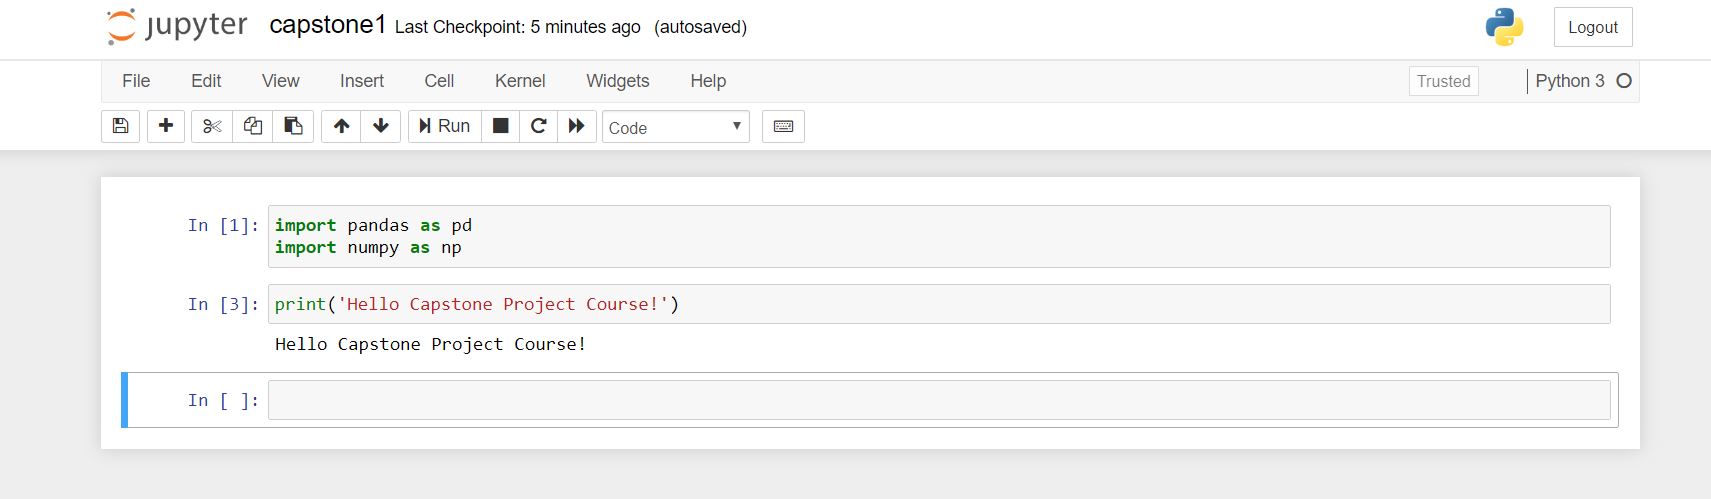 jupyter capstone1 Last Checkpoint: 5 minutes ago (autosaved) Logout
File Edit View Insert Cell Kernel Widgets Help Trusted Python 3
Run Code
In [1]: import pandas as pd
import numpy as np
In [3]: print('Hello Capstone Project Course!')
Hello Capstone Project Course!
In [ ]: